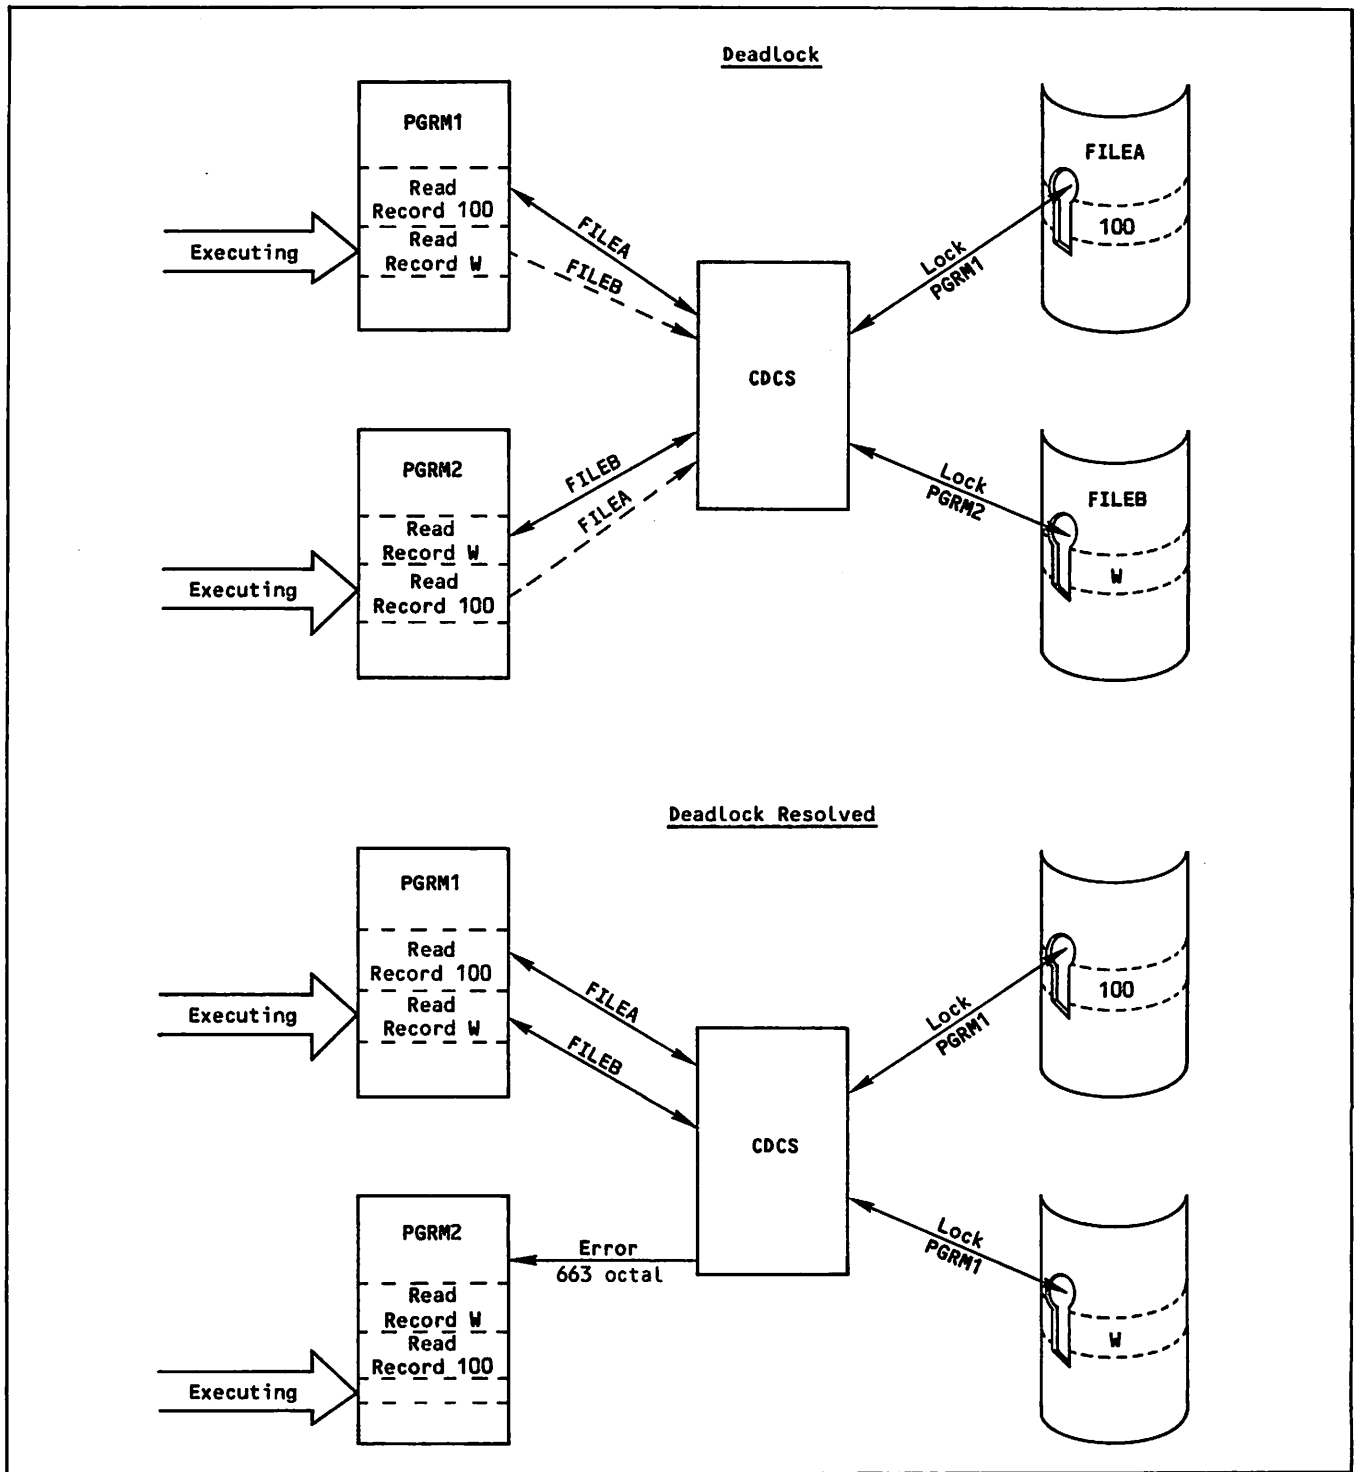 Deadlock
PGRM1
Read
Record 100
Read
Record W
Executing
FILEA
FILEB
CDCS
Lock
PGRM1
FILEA
100
PGRM2
Read
Record W
Read
Record 100
Executing
FILEB
FILEA
Lock
PGRM2
FILEB
W
Deadlock Resolved
PGRM1
Read
Record 100
Read
Record W
Executing
FILEA
FILEB
CDCS
Lock
PGRM1
100
PGRM2
Read
Record W
Read
Record 100
Executing
Error
663 octal
Lock
PGRM1
W